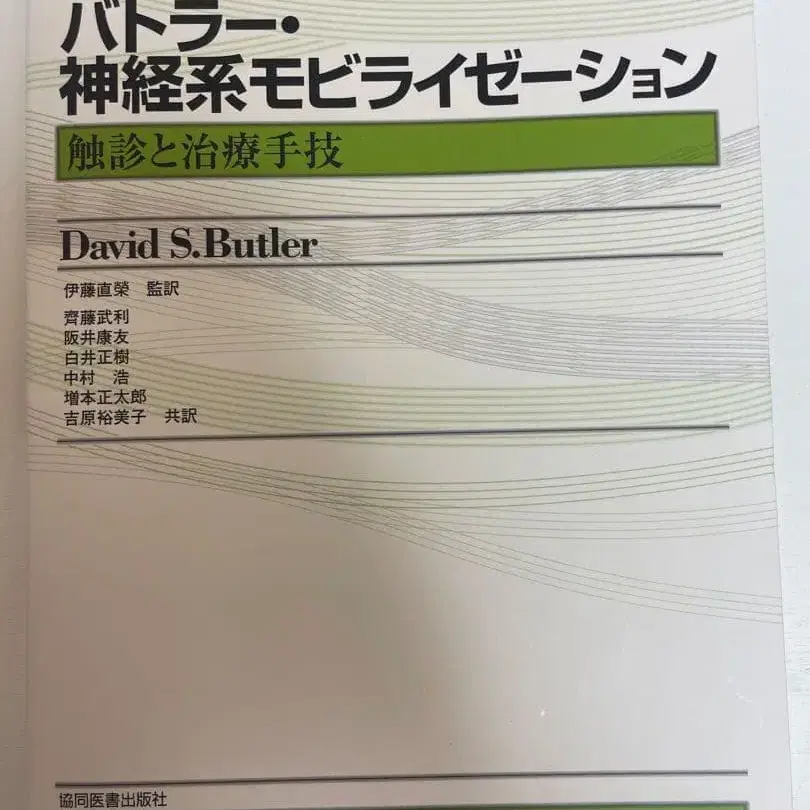 バトラー・
神経系モビライゼーション
触診と治療手技
David S.Butler
伊藤直榮　監訳
齊藤武利
阪井康友
白井正樹
中村　浩
増本正太郎
吉原裕美子　共訳
協同医書出版社